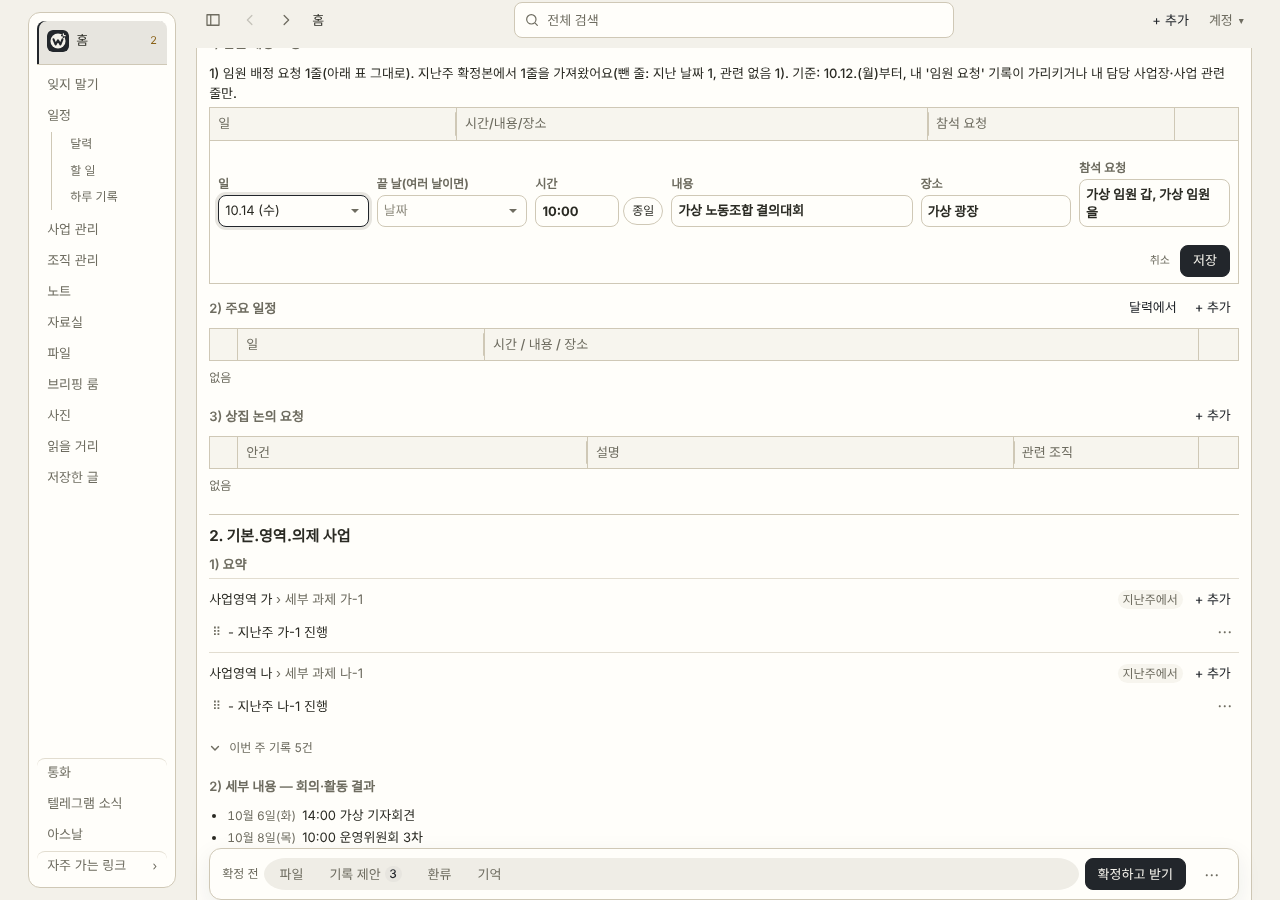 홈
2
잊지 말기
일정
달력
할 일
하루 기록
사업 관리
조직 관리
노트
자료실
파일
브리핑 룸
사진
읽을 거리
저장한 글
통화
텔레그램 소식
아스날
자주 가는 링크 ›
홈
전체 검색
+ 추가
계정 ▾
1) 임원 배정 요청 1줄(아래 표 그대로). 지난주 확정본에서 1줄을 가져왔어요(뺀 줄: 지난 날짜 1, 관련 없음 1). 기준: 10.12.(월)부터, 내 '임원 요청' 기록이 가리키거나 내 담당 사업장·사업 관련
줄만.
일 시간/내용/장소 참석 요청
일 끝 날(여러 날이면) 시간 내용 장소 참석 요청
10.14 (수) 날짜 10:00 종일 가상 노동조합 결의대회 가상 광장 가상 임원 갑, 가상 임원
을
취소 저장
2) 주요 일정 달력에서 + 추가
일 시간 / 내용 / 장소
없음
3) 상집 논의 요청 + 추가
안건 설명 관련 조직
없음
2. 기본.영역.의제 사업
1) 요약
사업영역 가 › 세부 과제 가-1 지난주에서 + 추가
- 지난주 가-1 진행 ···
사업영역 나 › 세부 과제 나-1 지난주에서 + 추가
- 지난주 나-1 진행 ···
이번 주 기록 5건
2) 세부 내용 — 회의·활동 결과
• 10월 6일(화) 14:00 가상 기자회견
• 10월 8일(목) 10:00 운영위원회 3차
확정 전 파일 기록 제안 3 환류 기억 확정하고 받기 ···